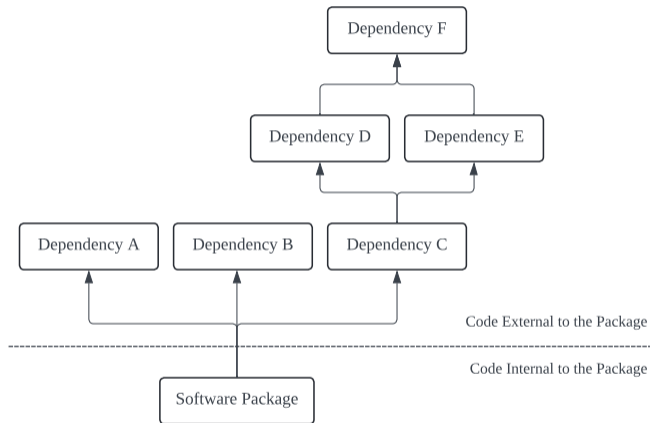 Dependency F
Dependency D
Dependency E
Dependency A
Dependency B
Dependency C
Code External to the Package
Code Internal to the Package
Software Package